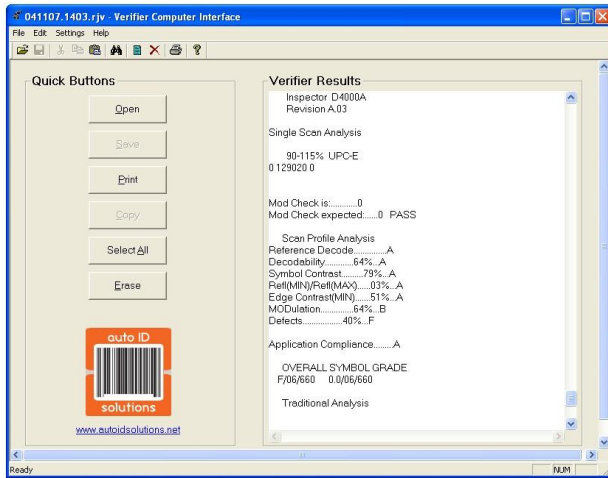 041107.1403.rjv - Verifier Computer Interface
File Edit Settings Help
Quick Buttons
Open
Save
Print
Copy
Select All
Erase
auto ID
solutions
www.autoidsolutions.net
Verifier Results
Inspector D4000A
Revision A.03
Single Scan Analysis
90-115% UPC-E
0 129020 0
Mod Check is:............0
Mod Check expected:.....0 PASS
Scan Profile Analysis
Reference Decode..............A
Decodability............64%...A
Symbol Contrast.........79%...A
Refl(MIN)/Refl(MAX)......03%...A
Edge Contrast(MIN)......51%...A
MODulation..............64%...B
Defects.................40%...F
Application Compliance........A
OVERALL SYMBOL GRADE
F/06/660 0.0/06/660
Traditional Analysis
Ready
NUM